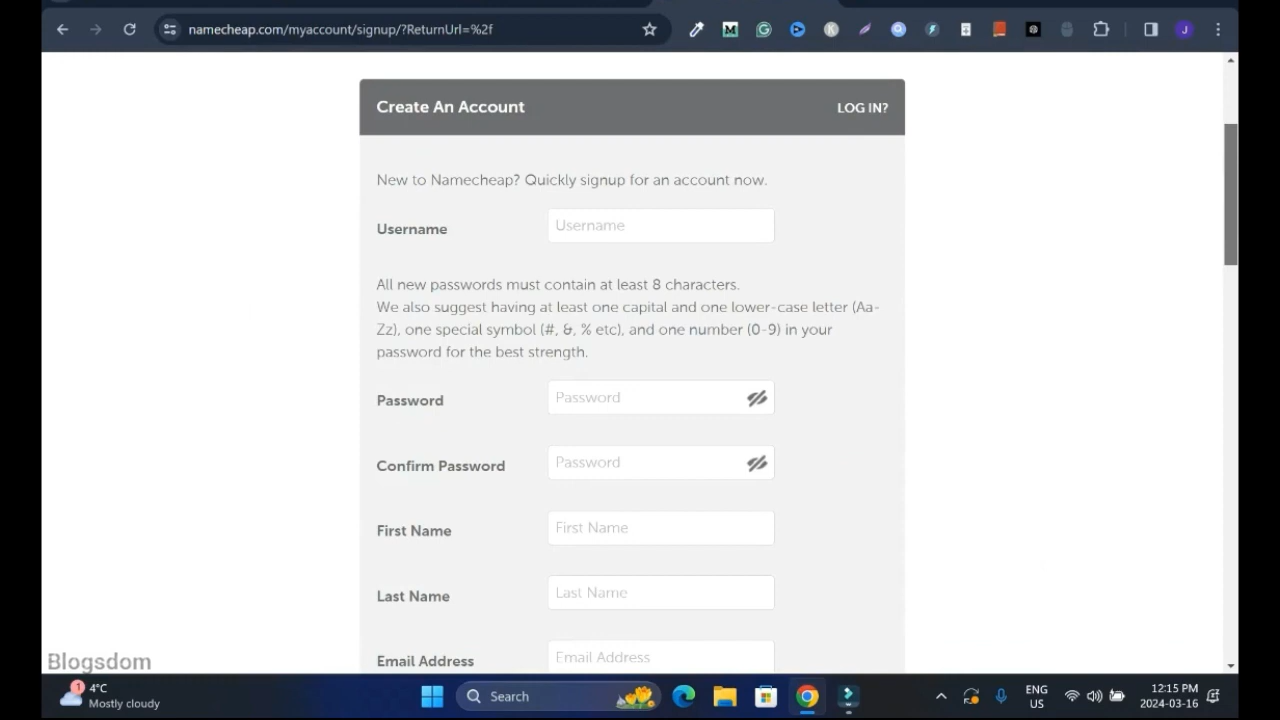 namecheap.com/myaccount/signup/?ReturnUrl=%2f
J
Create An Account
LOG IN?
New to Namecheap? Quickly signup for an account now.
Username
Username
All new passwords must contain at least 8 characters.
We also suggest having at least one capital and one lower-case letter (Aa-
Zz), one special symbol (#, &, % etc), and one number (0-9) in your
password for the best strength.
Password
Password
Confirm Password
Password
First Name
First Name
Last Name
Last Name
Email Address
Email Address
Blogsdom
1
4°C
Mostly cloudy
Search
ENG
US
12:15 PM
2024-03-16